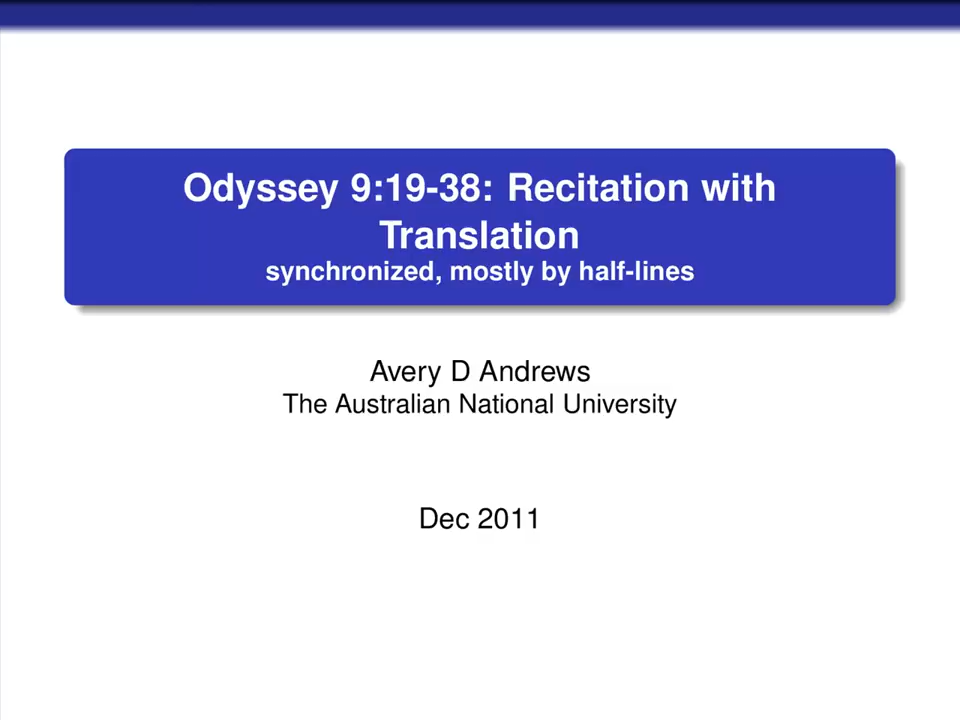 Odyssey 9:19-38: Recitation with
Translation
synchronized, mostly by half-lines
Avery D Andrews
The Australian National University
Dec 2011